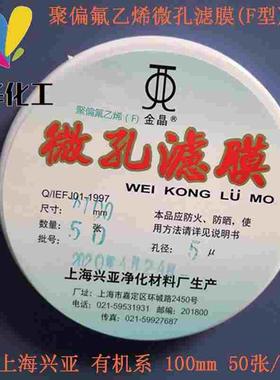 聚偏氟乙烯微孔滤膜(F型)
化工
聚偏氟乙烯(F)
金晶®
微孔滤膜
WEI KONG LÜ MO
Q/IEFJ01-1997
尺寸: φ100 mm
数量: 50 张
批号:
本品应防火、防晒，使
用方法请详见说明书
孔径: 5 μ
上海兴亚净化材料厂生产
地址：上海市嘉定区环城路2450号
电话：021-59531931 邮编：201800
传真：021-59927687
上海兴亚 有机系 100mm 50张/